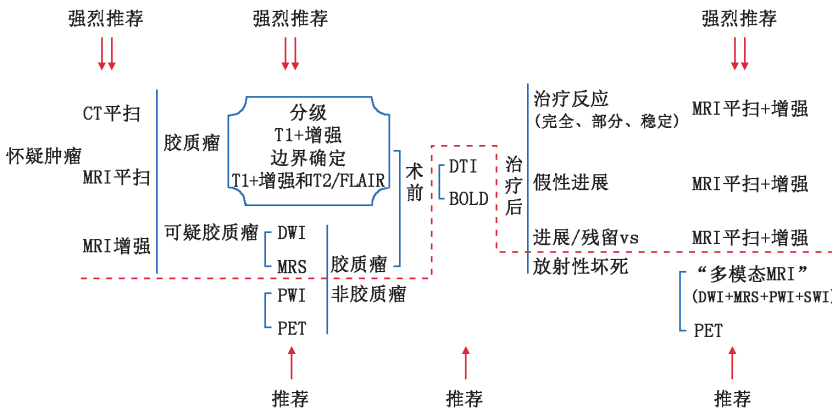 强烈推荐
强烈推荐
强烈推荐
怀疑肿瘤
CT平扫
MRI平扫
MRI增强
胶质瘤
可疑胶质瘤
分级
T1+增强
边界确定
T1+增强和T2/FLAIR
DWI
MRS
PWI
PET
胶质瘤
非胶质瘤
术前
DTI
BOLD
治疗后
治疗反应
(完全、部分、稳定)
假性进展
进展/残留vs
放射性坏死
MRI平扫+增强
MRI平扫+增强
MRI平扫+增强
“多模态MRI”
(DWI+MRS+PWI+SWI)
PET
推荐
推荐
推荐